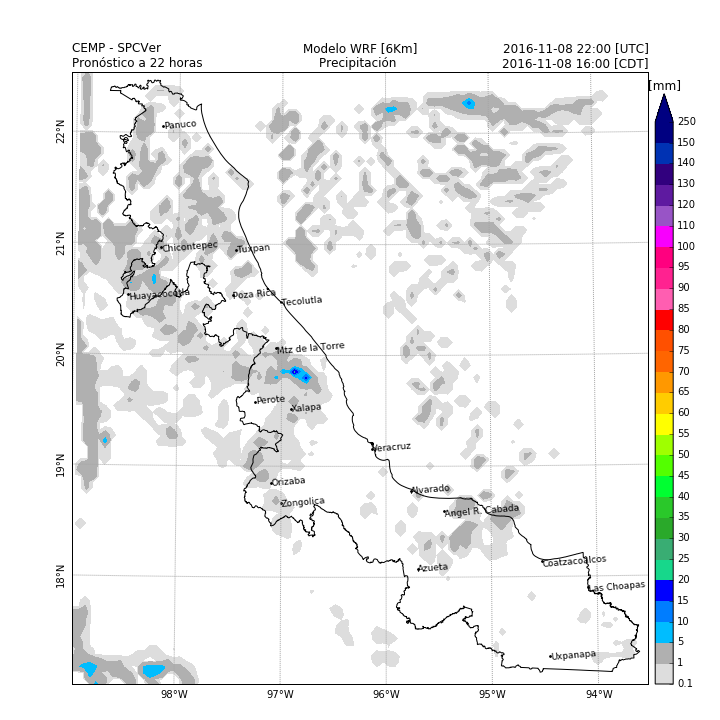 CEMP - SPCVer Modelo WRF [6Km] 2016-11-08 22:00 [UTC]
Pronóstico a 22 horas Precipitación 2016-11-08 16:00 [CDT]
[mm]
250
150
140
130
120
110
100
95
90
85
80
75
70
65
60
55
50
45
40
35
30
25
20
15
10
5
1
0.1
22°N
21°N
20°N
19°N
18°N
Panuco
Chicontepec
Tuxpan
Huayacocotla
Poza Rica
Tecolutla
Mtz de la Torre
Perote
Xalapa
Veracruz
Orizaba
Zongolica
Alvarado
Angel R. Cabada
Azueta
Coatzacoalcos
Las Choapas
Uxpanapa
98°W 97°W 96°W 95°W 94°W